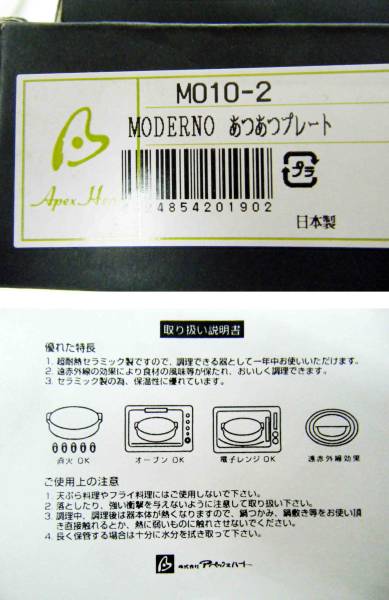 M010-2
MODERNO あつあつプレート
Apex
4854201902
プラ
日本製
取り扱い説明書
優れた特長
1. 超耐熱セラミック製ですので、調理できる器として一年中お使いいただけます。
2. 遠赤外線の効果により食材の風味等が保たれ、おいしく調理できます。
3. セラミック製の為、保温性に優れています。
直火 OK
オーブン OK
電子レンジ OK
遠赤外線効果
ご使用上の注意
1. 天ぷら料理やフライ料理にはご使用しないで下さい。
2. 落としたり、強い衝撃を与えないように注意して取り扱い下さい。
3. 調理中、調理後は器本体が熱くなりますので、鍋つかみ、鍋敷き等をお使い頂
き直接触れるとか、熱に弱いものに触れさせないでください。
4. 長く保管する場合は十分に水分を拭き取って下さい。
株式会社